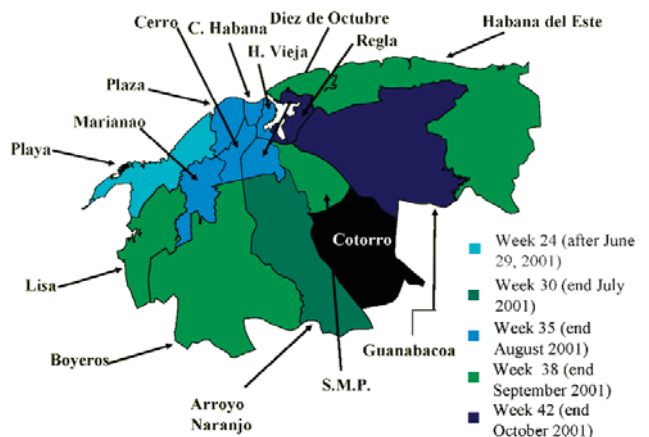 Diez de Octubre
Cerro
C. Habana
Habana del Este
Regla
H. Vieja
Plaza
Marianao
Playa
Cotorro
Week 24 (after June
29, 2001)
Week 30 (end July
2001)
Week 35 (end
August 2001)
Week 38 (end
September 2001)
Week 42 (end
October 2001)
Lisa
Guanabacoa
Boyeros
S.M.P.
Arroyo
Naranjo